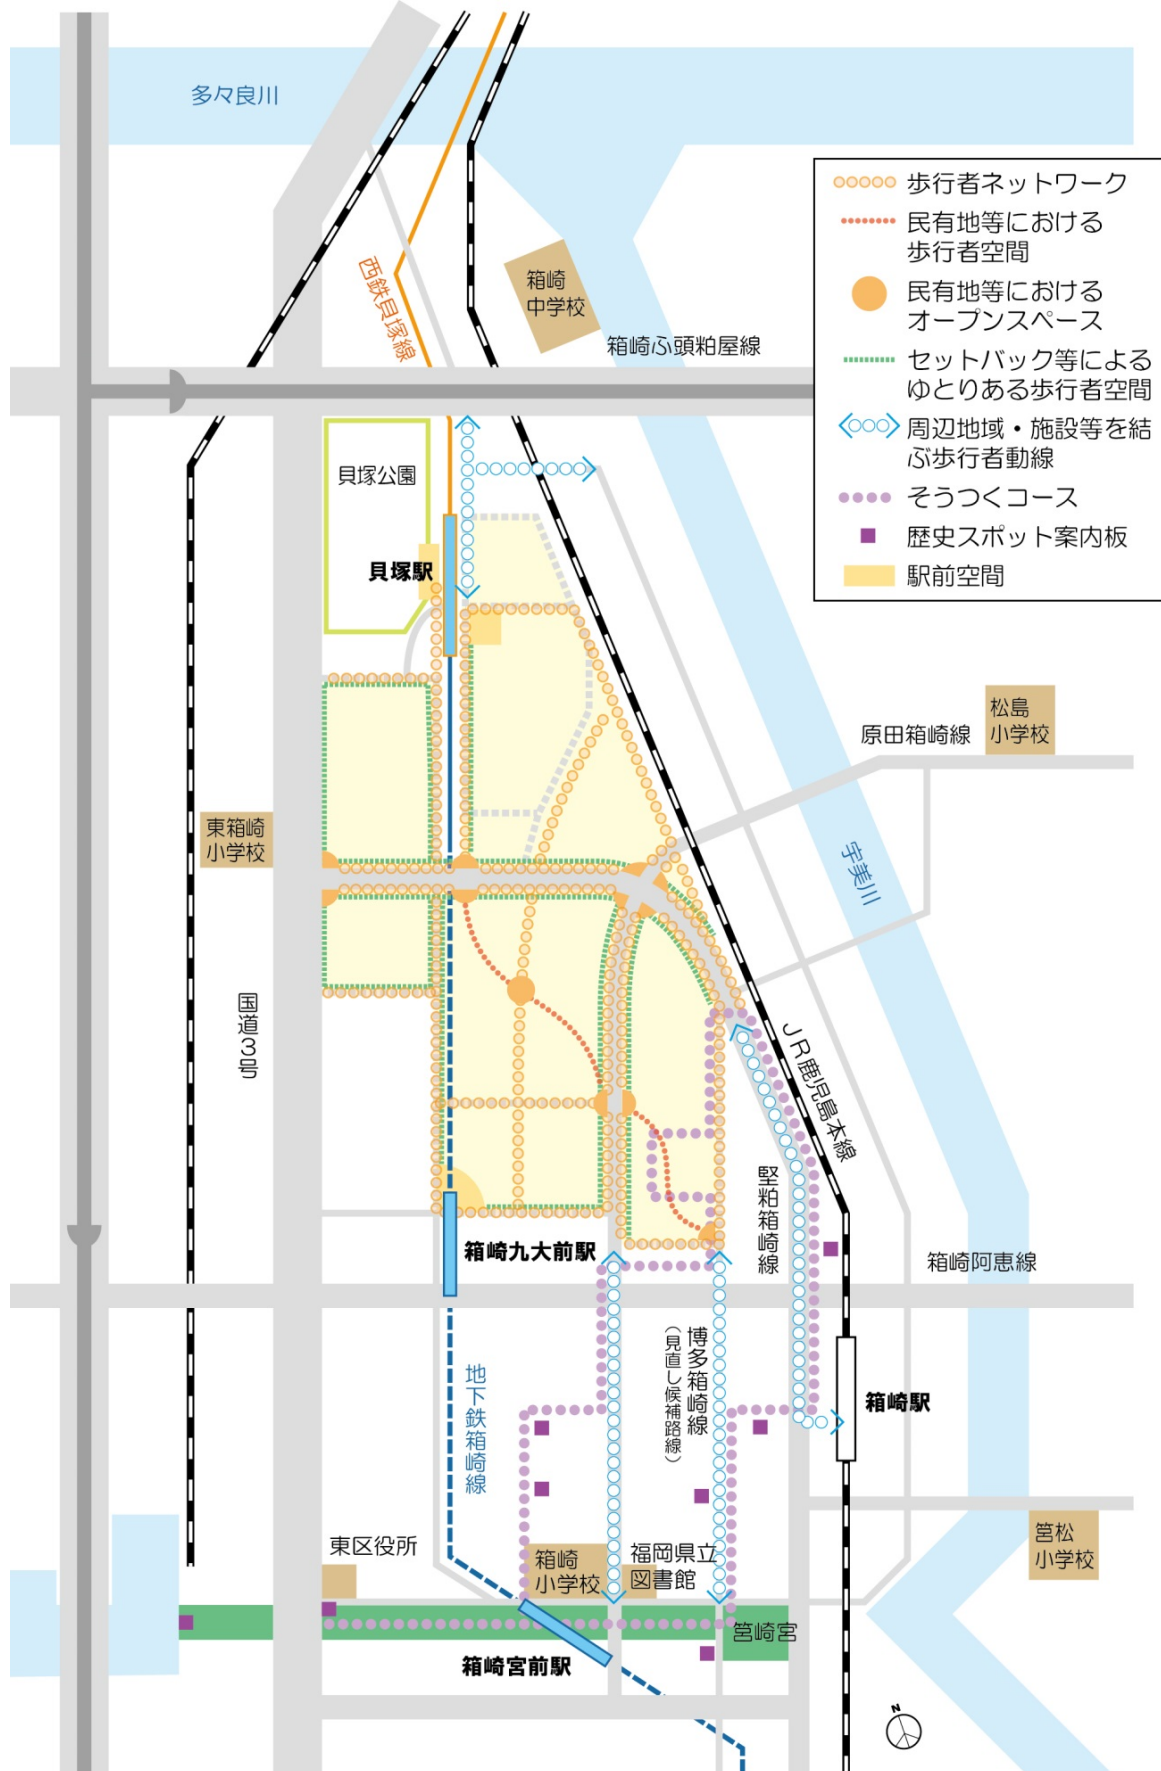 多々良川
歩行者ネットワーク
民有地等における
歩行者空間
民有地等における
オープンスペース
セットバック等による
ゆとりある歩行者空間
周辺地域・施設等を結
ぶ歩行者動線
そうつくコース
歴史スポット案内板
駅前空間
西鉄貝塚線
箱崎
中学校
箱崎ふ頭粕屋線
貝塚公園
貝塚駅
松島
小学校
原田箱崎線
東箱崎
小学校
宇美川
国道3号
JR鹿児島本線
堅粕箱崎線
箱崎九大前駅
箱崎阿恵線
博多箱崎線
(見直し候補路線)
地下鉄箱崎線
箱崎駅
東区役所
箱崎
小学校
福岡県立
図書館
筥松
小学校
筥崎宮
箱崎宮前駅
N